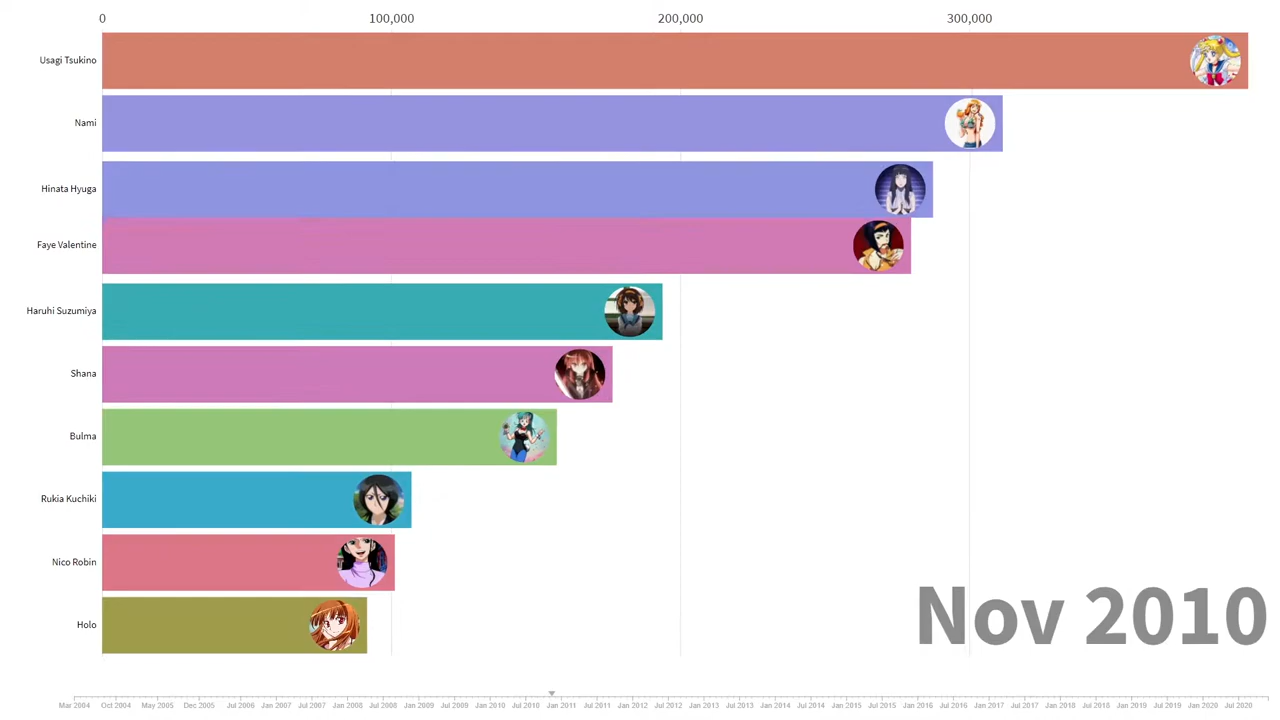 0 100,000 200,000 300,000
Usagi Tsukino
Nami
Hinata Hyuga
Faye Valentine
Haruhi Suzumiya
Shana
Bulma
Rukia Kuchiki
Nico Robin
Holo
Nov 2010
Mar 2004 Oct 2004 May 2005 Dec 2005 Jul 2006 Jan 2007 Jul 2007 Jan 2008 Jul 2008 Jan 2009 Jul 2009 Jan 2010 Jul 2010 Jan 2011 Jul 2011 Jan 2012 Jul 2012 Jan 2013 Jul 2013 Jan 2014 Jul 2014 Jan 2015 Jul 2015 Jan 2016 Jul 2016 Jan 2017 Jul 2017 Jan 2018 Jul 2018 Jan 2019 Jul 2019 Jan 2020 Jul 2020